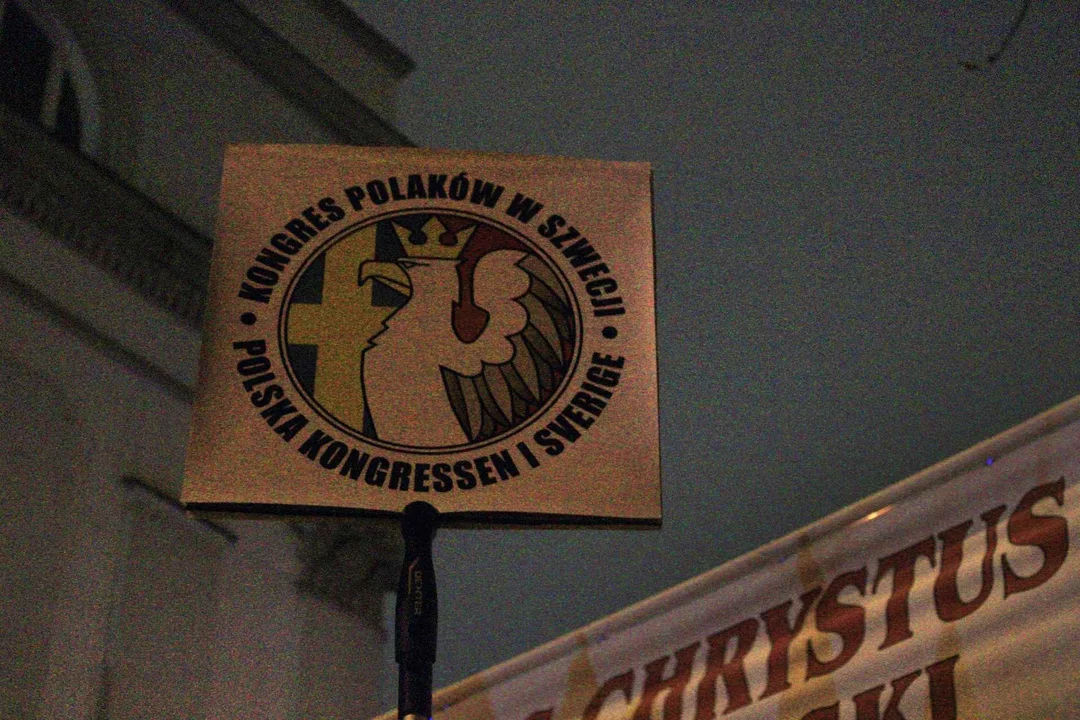 • KONGRES POLAKÓW W SZWECJI •
POLSKA KONGRESSEN I SVERIGE
CHRYSTUS